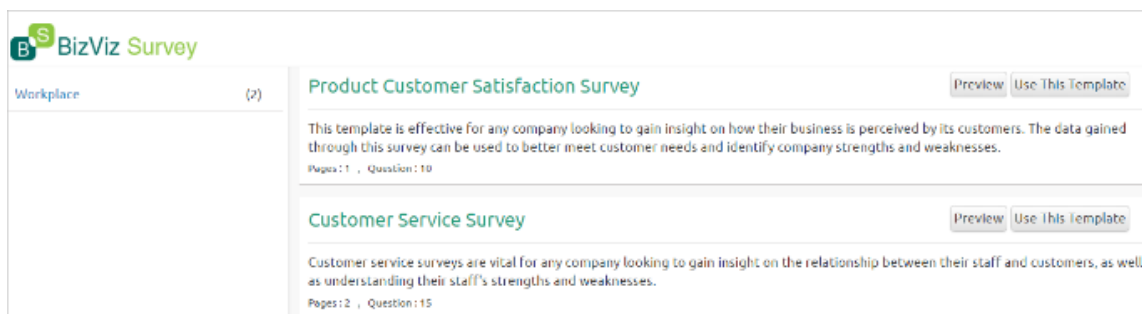 BS BizViz Survey
Workplace (2)
Product Customer Satisfaction Survey Preview Use This Template
This template is effective for any company looking to gain insight on how their business is perceived by its customers. The data gained
through this survey can be used to better meet customer needs and identify company strengths and weaknesses.
Pages : 1 , Question : 10
Customer Service Survey Preview Use This Template
Customer service surveys are vital for any company looking to gain insight on the relationship between their staff and customers, as well
as understanding their staff's strengths and weaknesses.
Pages : 2 , Question : 15